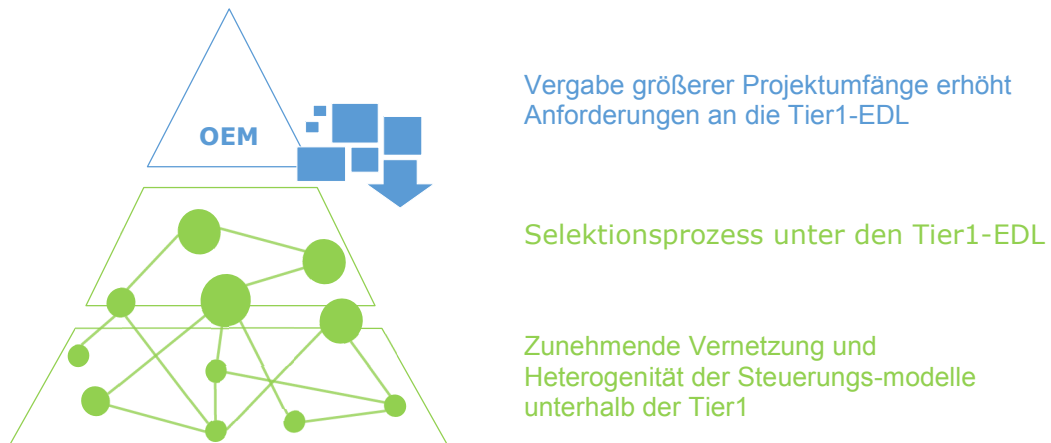 Vergabe größerer Projektumfänge erhöht
Anforderungen an die Tier1-EDL
OEM
Selektionsprozess unter den Tier1-EDL
Zunehmende Vernetzung und
Heterogenität der Steuerungs-modelle
unterhalb der Tier1